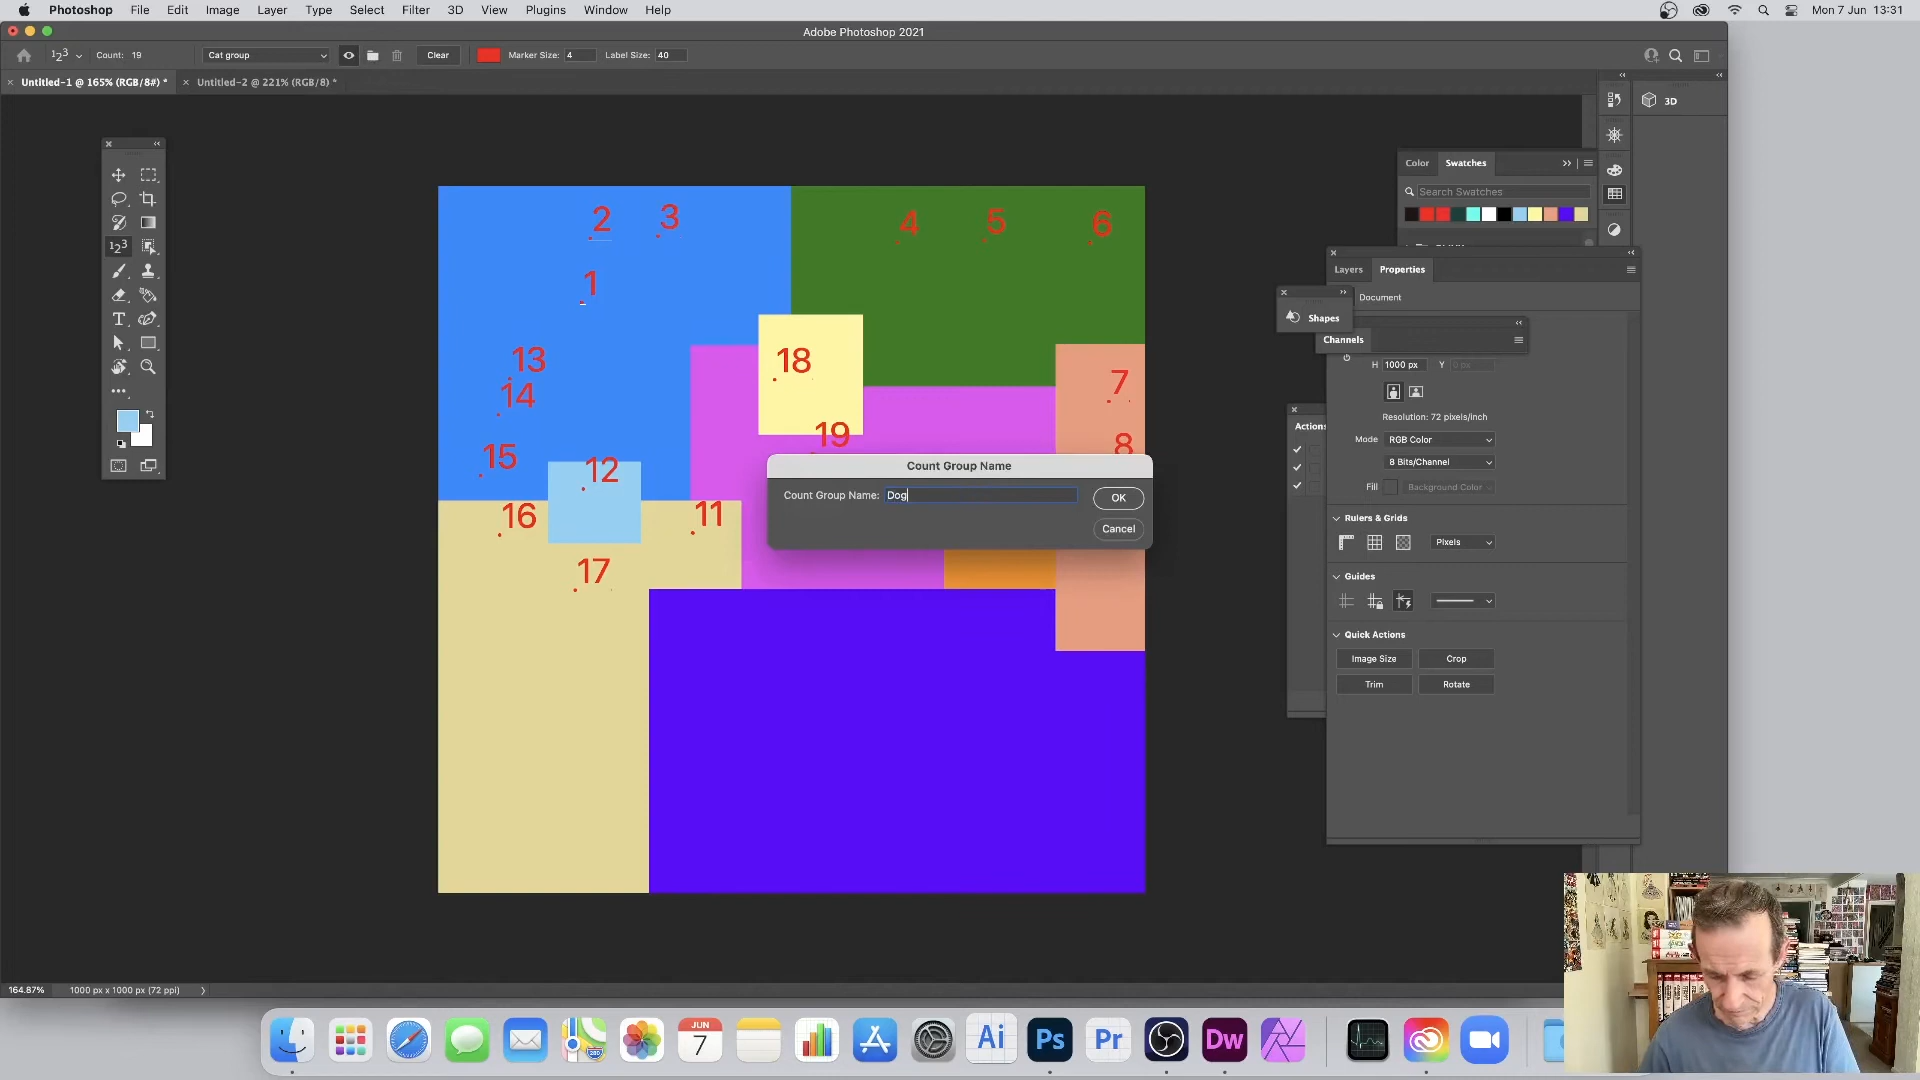 Photoshop File Edit Image Layer Type Select Filter 3D View Plugins Window Help Mon 7 Jun 13:31
Adobe Photoshop 2021
Count: 19 Cat group Clear Marker Size: 4 Label Size: 40
Untitled-1 @ 165% (RGB/8#) * Untitled-2 @ 221% (RGB/8) *
3D
Color Swatches
Search Swatches
2 3 4 5 6
1
Layers Properties
Document
Shapes
Channels
H 1000 px Y 0 px
13 18 7
14
Resolution: 72 pixels/inch
Actions
Mode RGB Color
19 8
15 12
8 Bits/Channel
Count Group Name
Fill Background Color
Count Group Name: Dog OK
Cancel
16 11
Rulers & Grids
Pixels
17
Guides
Quick Actions
Image Size Crop
Trim Rotate
164.87% 1000 px x 1000 px (72 ppi)
JUN
7
280
Ai Ps Pr Dw